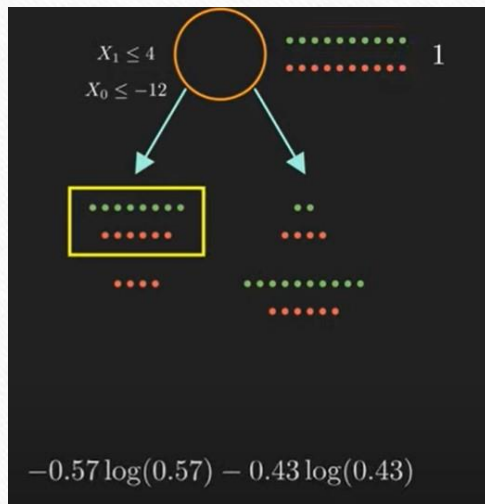 X₁ ≤ 4
1
X₀ ≤ −12
−0.57 log(0.57) − 0.43 log(0.43)